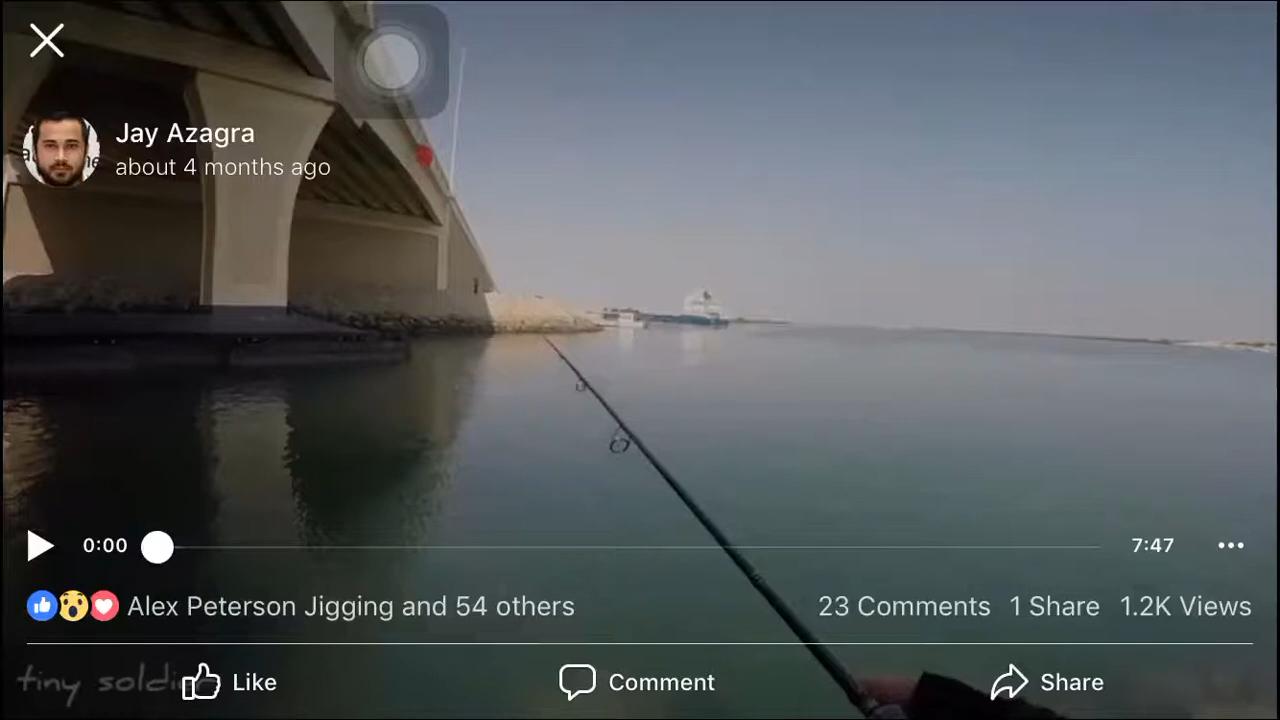 Jay Azagra
about 4 months ago
0:00
7:47
Alex Peterson Jigging and 54 others
23 Comments 1 Share 1.2K Views
tiny
Like
Comment
Share